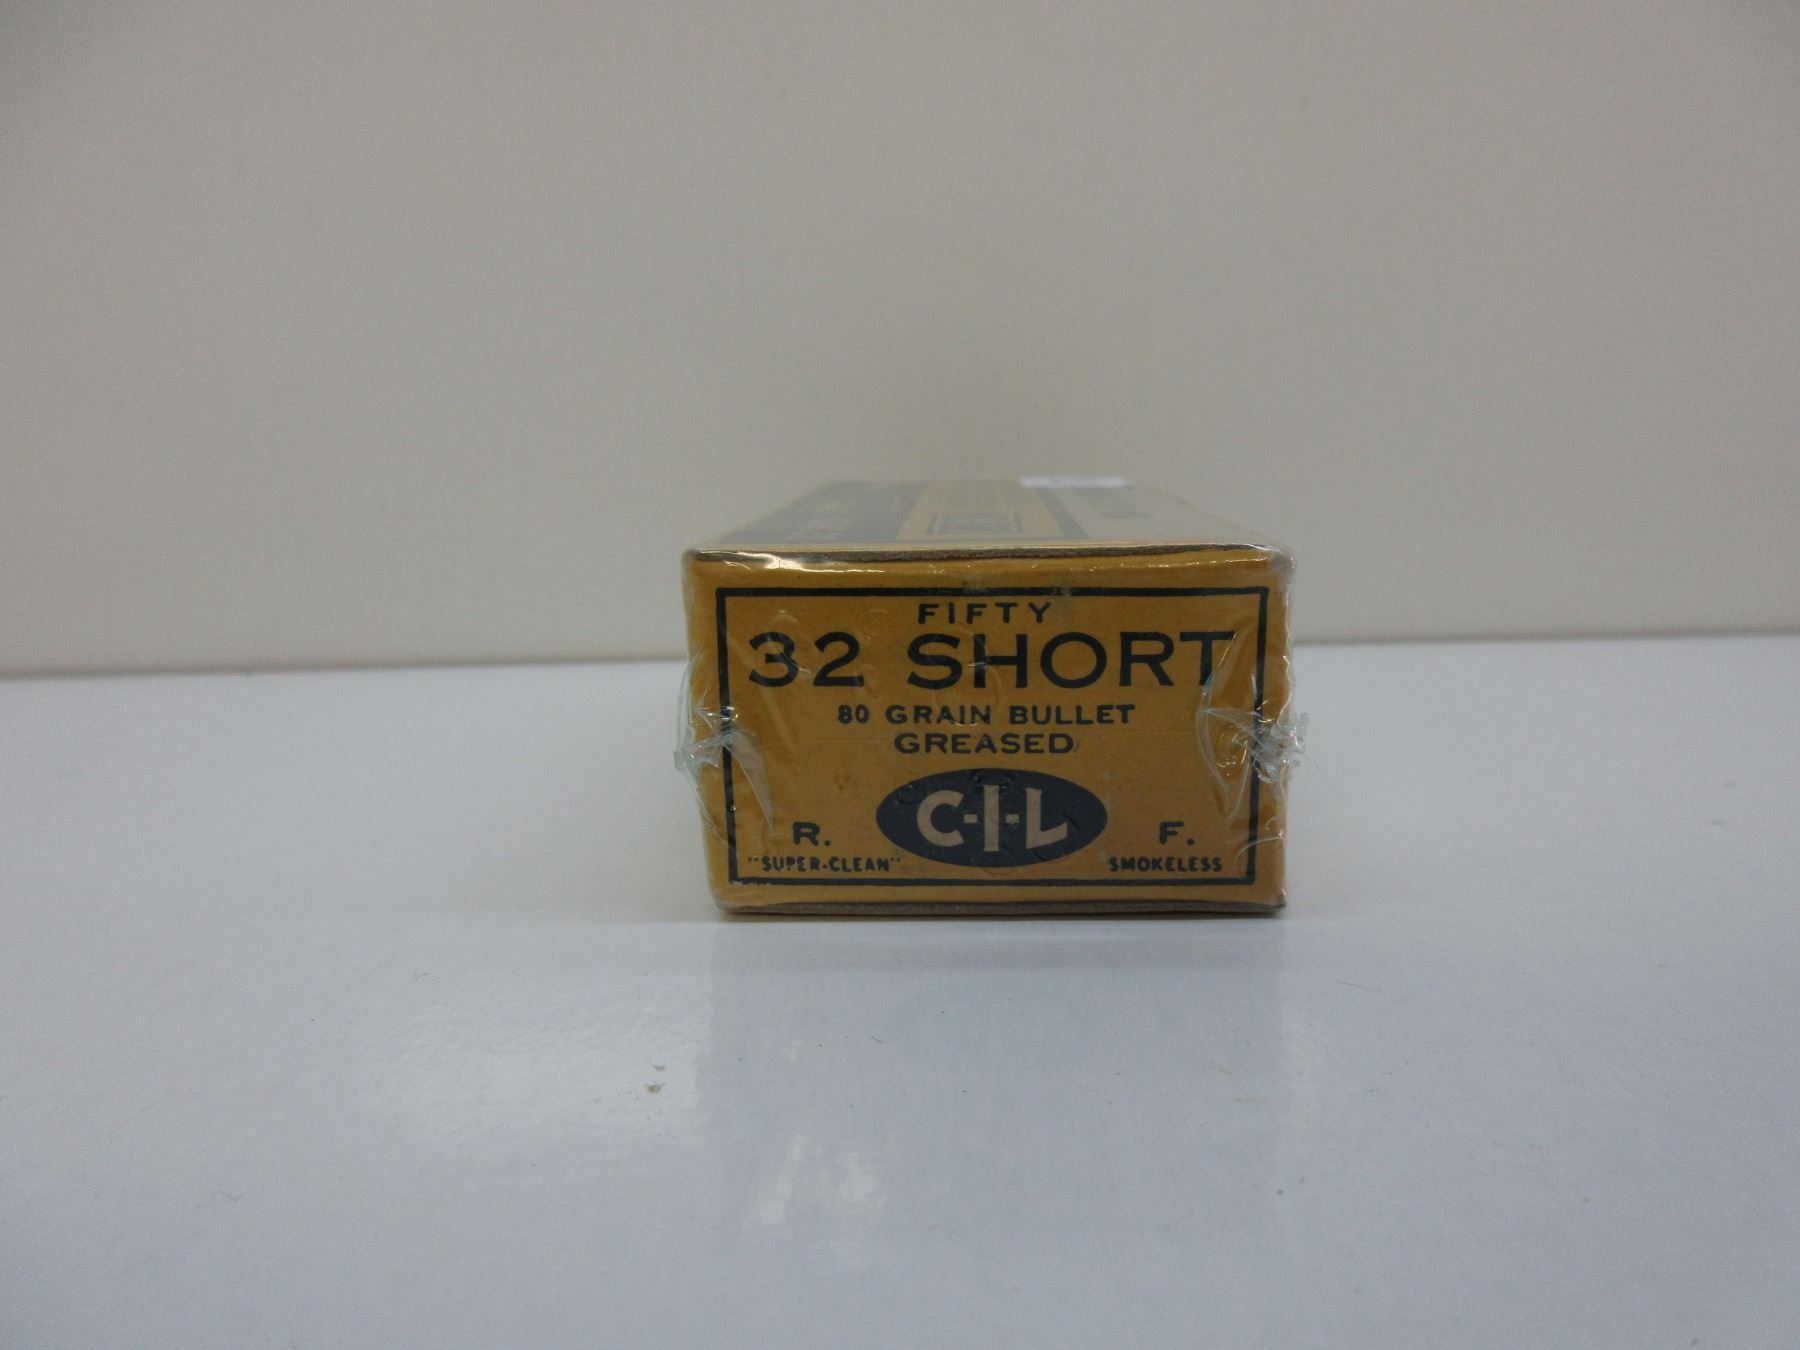 FIFTY
32 SHORT
80 GRAIN BULLET
GREASED
C-I-L
R. F.
"SUPER-CLEAN" SMOKELESS